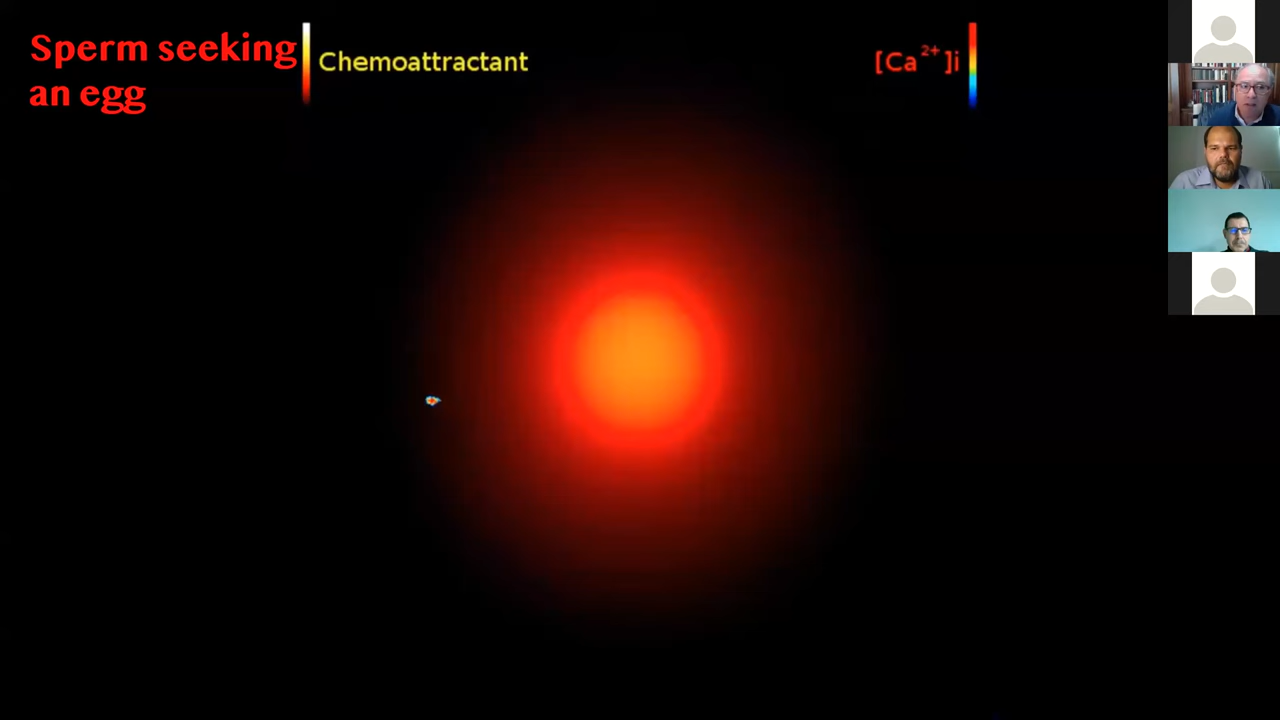 Sperm seeking
an egg
Chemoattractant
[Ca²⁺]i